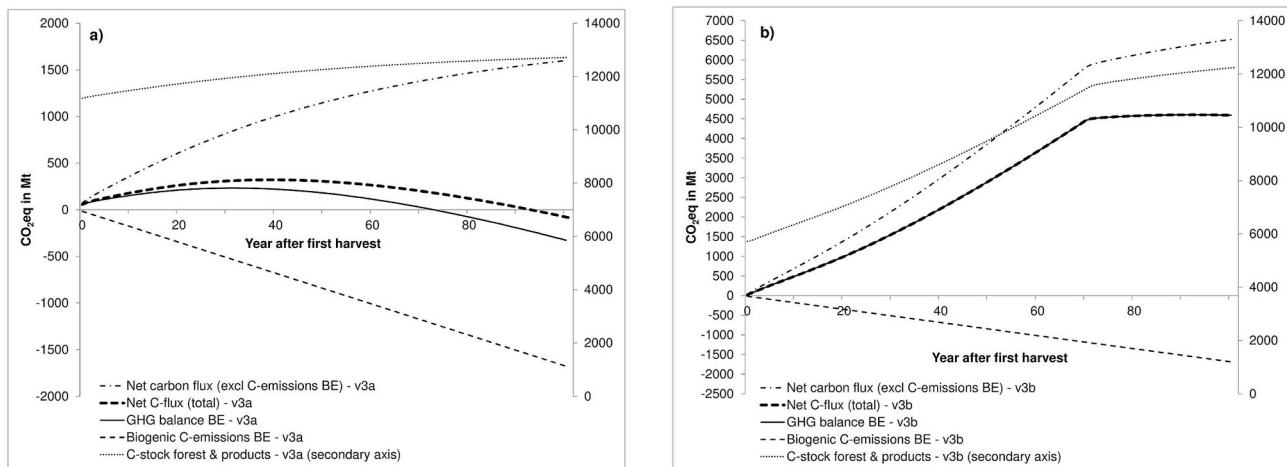 a)
2000
1500
1000
500
0
-500
-1000
-1500
-2000
CO2eq in Mt
14000
12000
10000
8000
6000
4000
2000
0
0 20 40 60 80
Year after first harvest
Net carbon flux (excl C-emissions BE) - v3a
Net C-flux (total) - v3a
GHG balance BE - v3a
Biogenic C-emissions BE - v3a
C-stock forest & products - v3a (secondary axis)
b)
7000
6500
6000
5500
5000
4500
4000
3500
3000
2500
2000
1500
1000
500
0
-500
-1000
-1500
-2000
-2500
CO2eq in Mt
14000
12000
10000
8000
6000
4000
2000
0
0 20 40 60 80
Year after first harvest
Net carbon flux (excl C-emissions BE) - v3b
Net C-flux (total) - v3b
GHG balance BE - v3b
Biogenic C-emissions BE - v3b
C-stock forest & products - v3b (secondary axis)